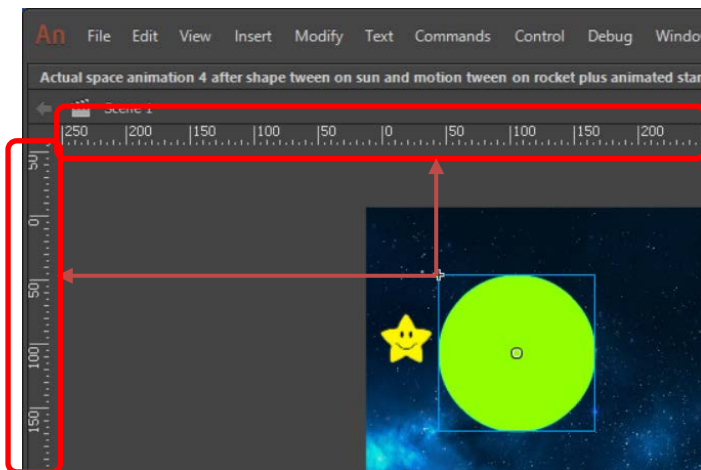 An File Edit View Insert Modify Text Commands Control Debug Windo
Actual space animation 4 after shape tween on sun and motion tween on rocket plus animated star
Scene 1
250 200 150 100 50 0 50 100 150 200
50
0
50
100
150